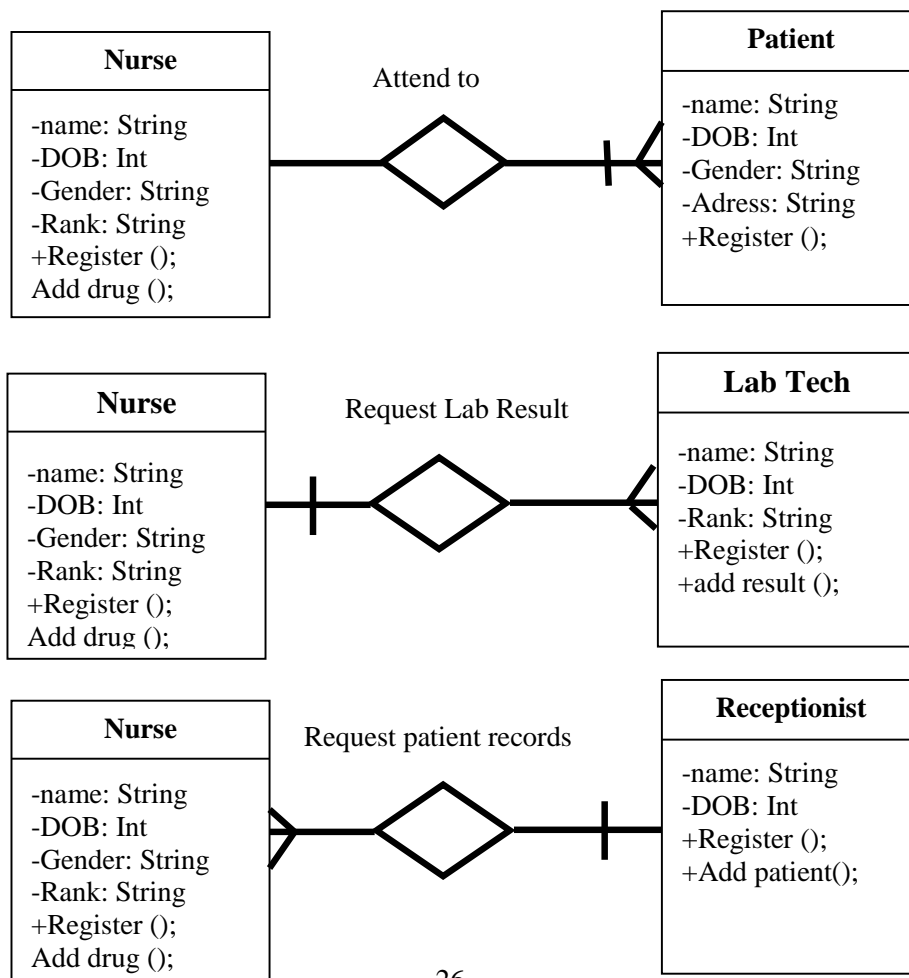 Nurse
-name: String
-DOB: Int
-Gender: String
-Rank: String
+Register ();
Add drug ();
Attend to
Patient
-name: String
-DOB: Int
-Gender: String
-Adress: String
+Register ();
Nurse
-name: String
-DOB: Int
-Gender: String
-Rank: String
+Register ();
Add drug ();
Request Lab Result
Lab Tech
-name: String
-DOB: Int
-Rank: String
+Register ();
+add result ();
Nurse
-name: String
-DOB: Int
-Gender: String
-Rank: String
+Register ();
Add drug ();
Request patient records
Receptionist
-name: String
-DOB: Int
+Register ();
+Add patient();
26